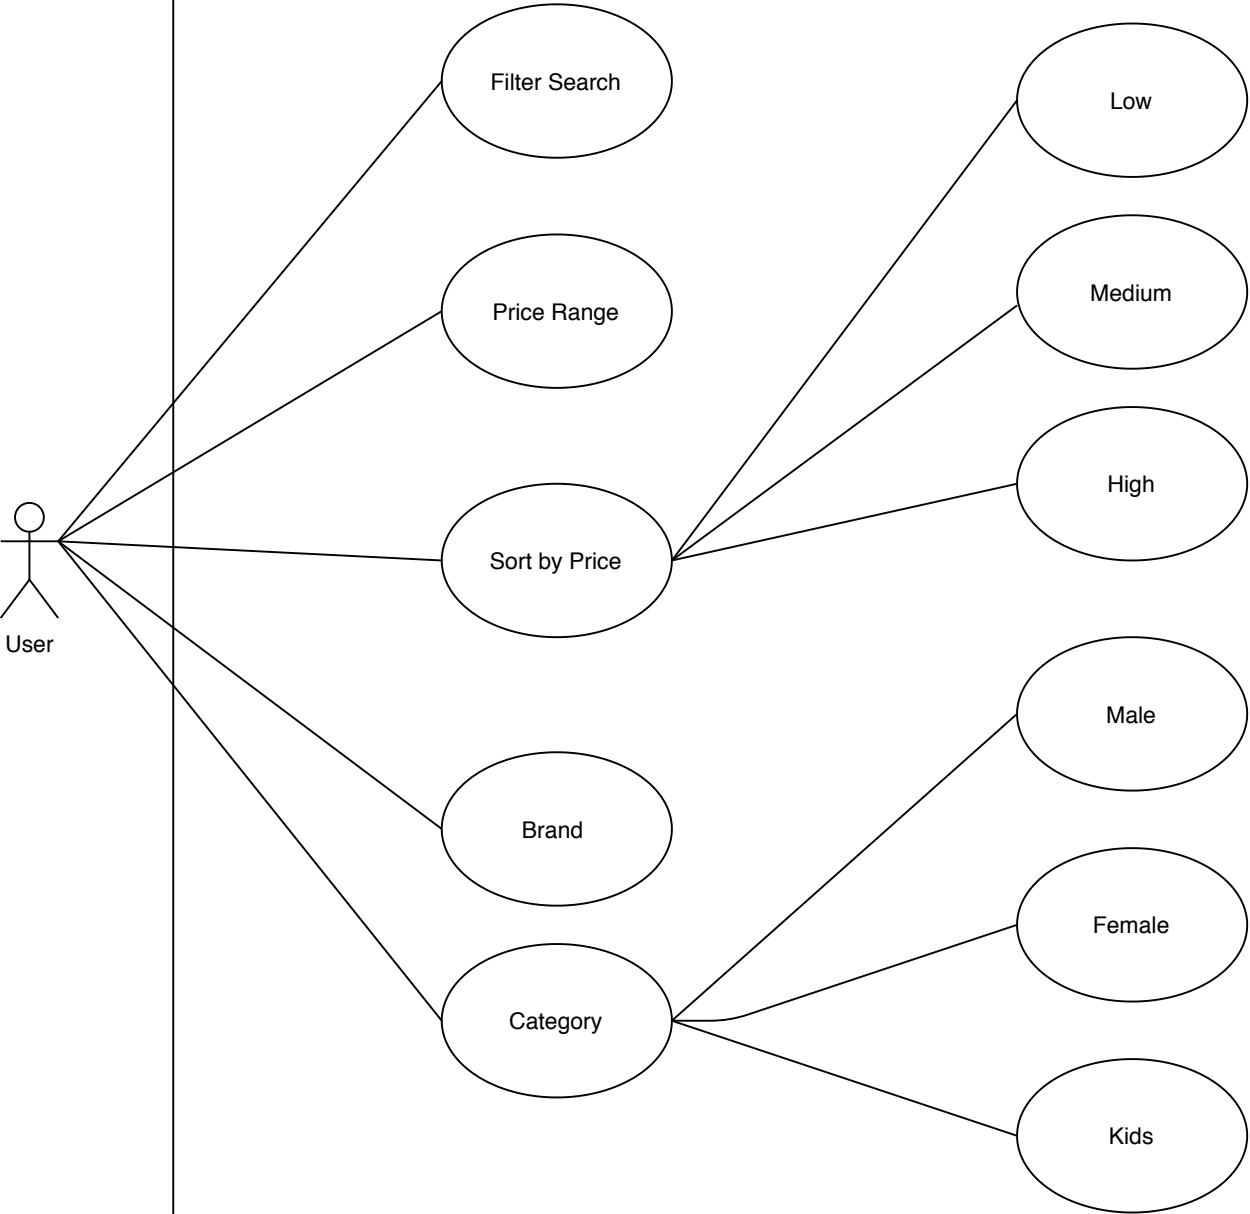 Filter Search
Low
Price Range
Medium
High
Sort by Price
User
Male
Brand
Female
Category
Kids